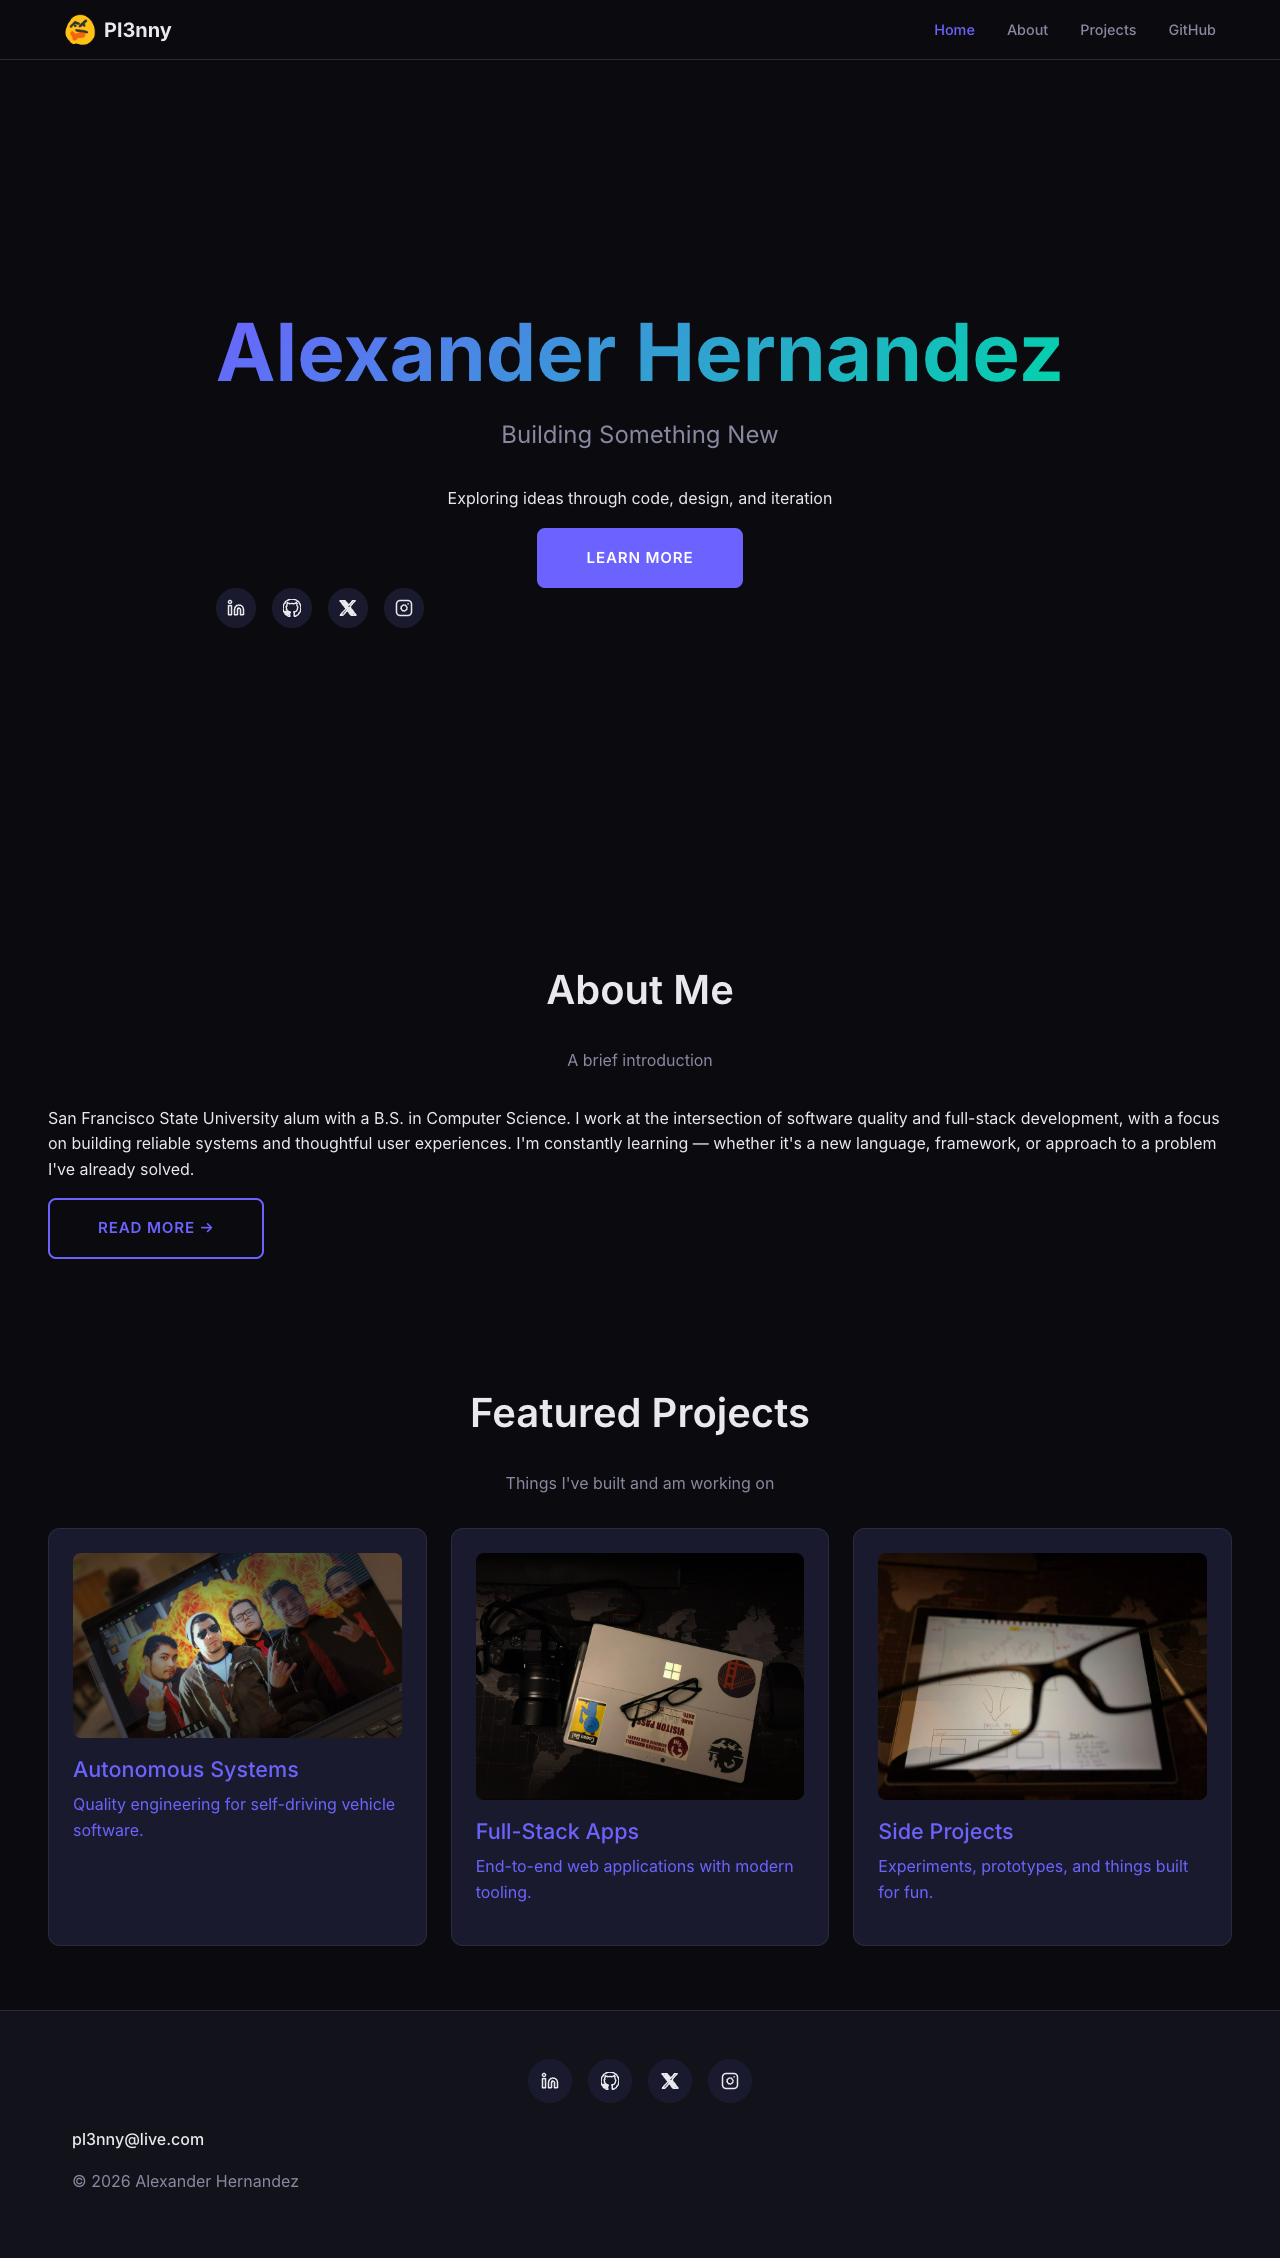 Pl3nny
Home
About
Projects
GitHub
Alexander Hernandez
Building Something New
Exploring ideas through code, design, and iteration
LEARN MORE
About Me
A brief introduction
San Francisco State University alum with a B.S. in Computer Science. I work at the intersection of software quality and full-stack development, with a focus
on building reliable systems and thoughtful user experiences. I'm constantly learning — whether it's a new language, framework, or approach to a problem
I've already solved.
READ MORE →
Featured Projects
Things I've built and am working on
VISITOR PASS
Autonomous Systems
Quality engineering for self-driving vehicle
software.
Full-Stack Apps
End-to-end web applications with modern
tooling.
Side Projects
Experiments, prototypes, and things built
for fun.
pl3nny@live.com
© 2026 Alexander Hernandez